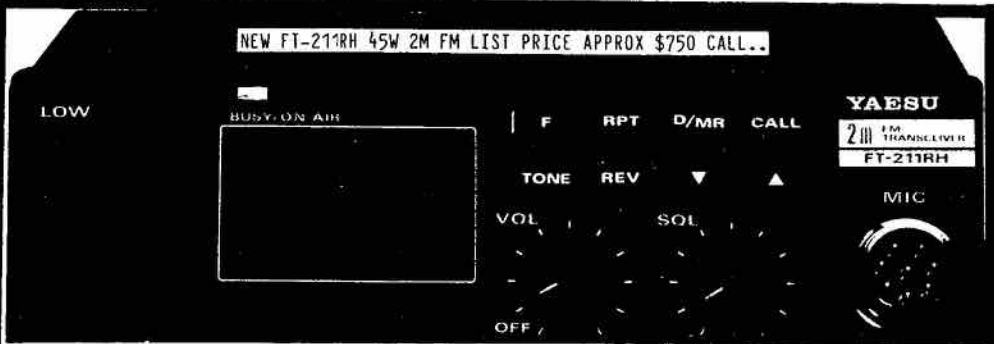 NEW FT-211RH 45W 2M FM LIST PRICE APPROX $750 CALL..
LOW
BUSY-ON AIR
F RPT D/MR CALL
TONE REV ▼ ▲
VOL SQL
OFF
YAESU
2m FM TRANSCEIVER
FT-211RH
MIC